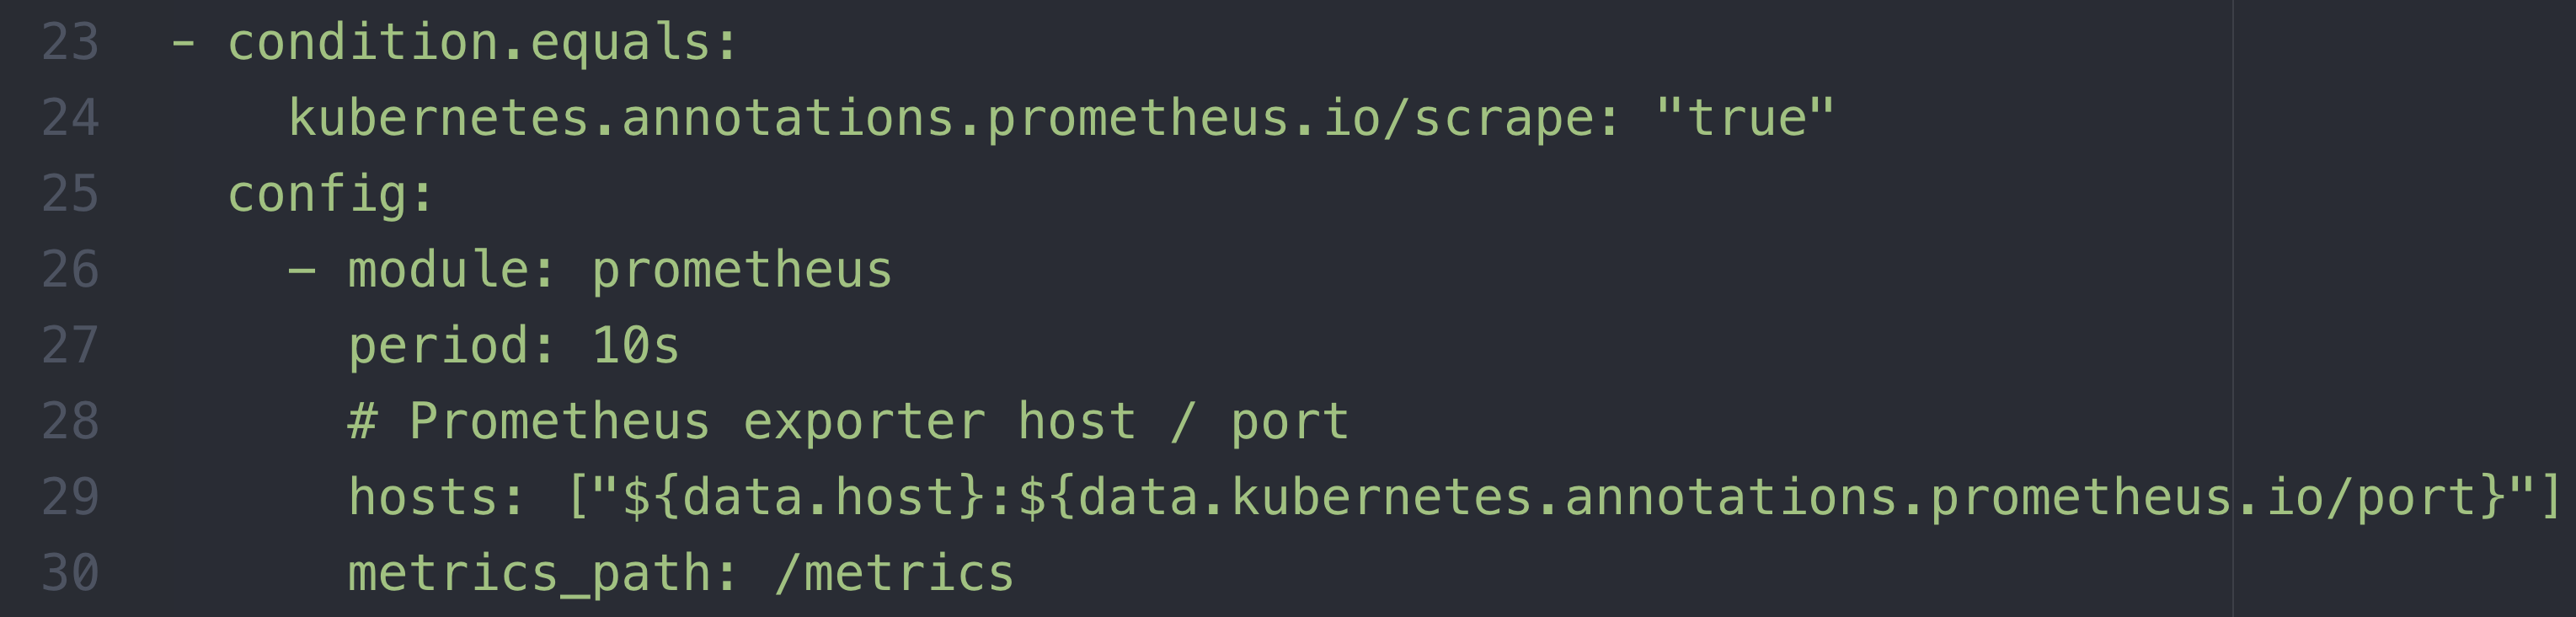 23 - condition.equals:
24     kubernetes.annotations.prometheus.io/scrape: "true"
25   config:
26     - module: prometheus
27       period: 10s
28       # Prometheus exporter host / port
29       hosts: ["${data.host}:${data.kubernetes.annotations.prometheus.io/port}"]
30       metrics_path: /metrics